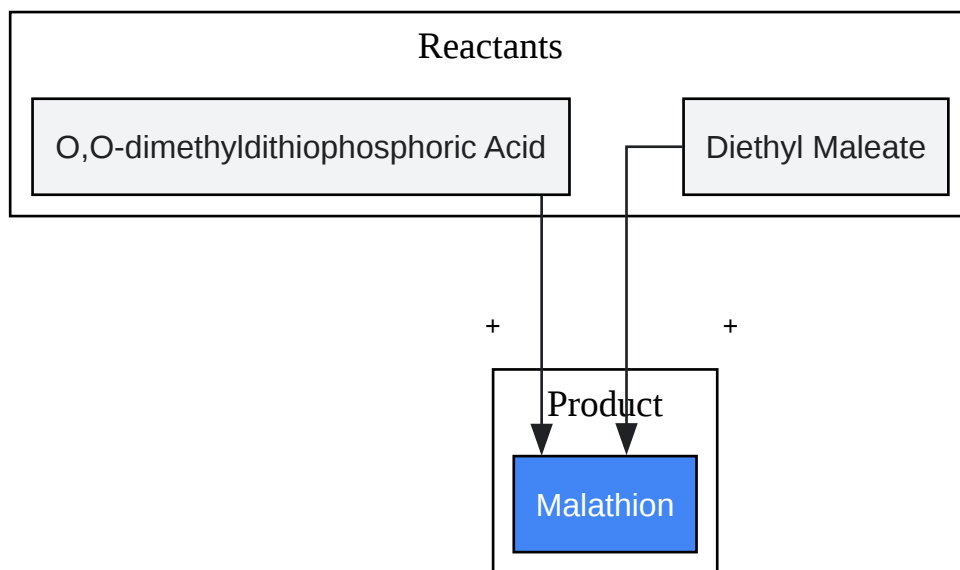 Reactants
O,O-dimethyldithiophosphoric Acid
Diethyl Maleate
+
+
Product
Malathion